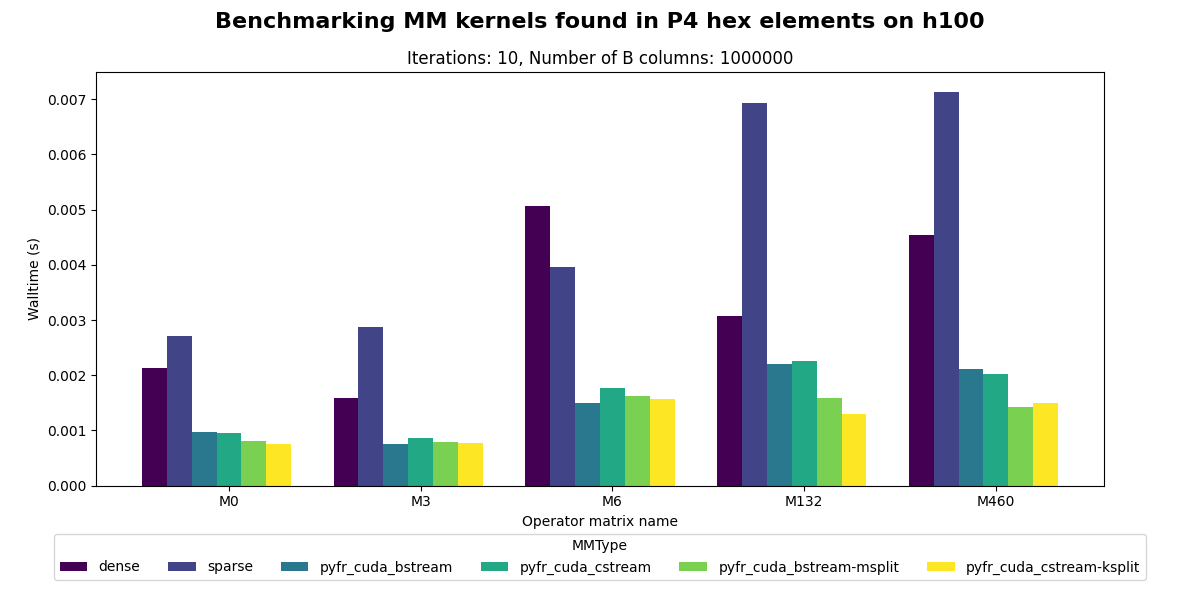 Benchmarking MM kernels found in P4 hex elements on h100
Iterations: 10, Number of B columns: 1000000
Walltime (s)
0.007
0.006
0.005
0.004
0.003
0.002
0.001
0.000
M0 M3 M6 M132 M460
Operator matrix name
MMType
dense sparse pyfr_cuda_bstream pyfr_cuda_cstream pyfr_cuda_bstream-msplit pyfr_cuda_cstream-ksplit